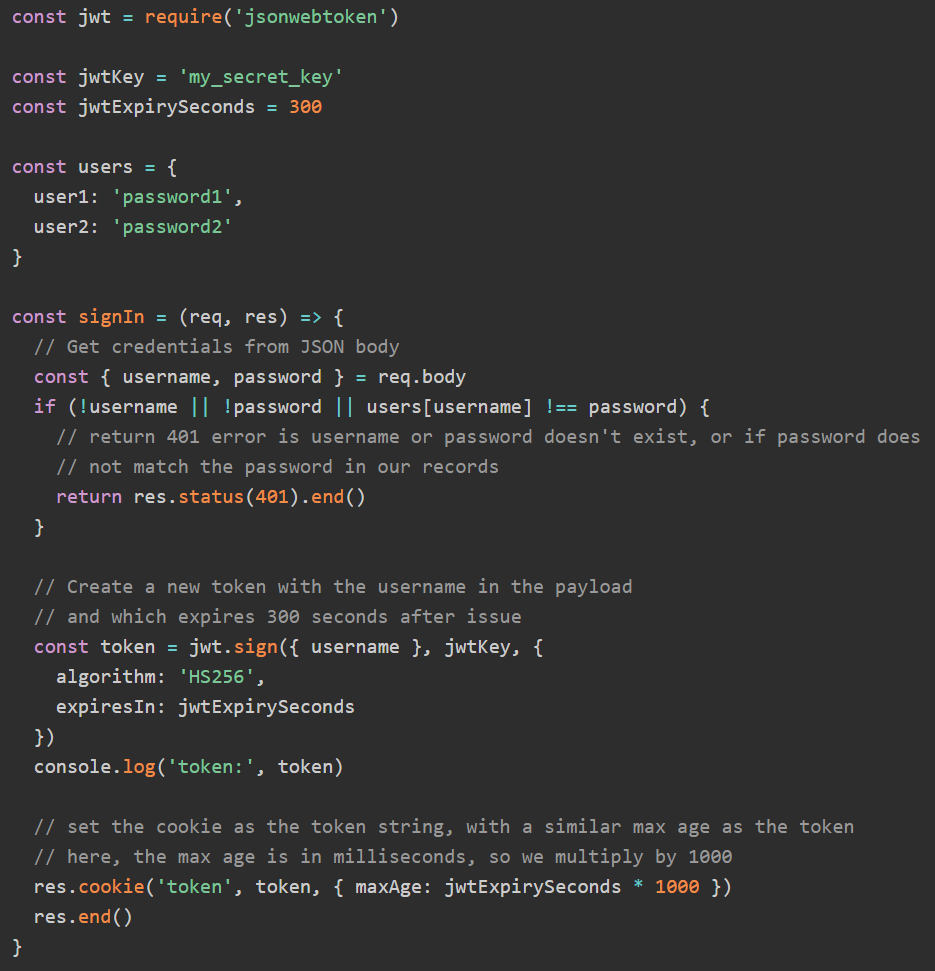 const jwt = require('jsonwebtoken')

const jwtKey = 'my_secret_key'
const jwtExpirySeconds = 300

const users = {
  user1: 'password1',
  user2: 'password2'
}

const signIn = (req, res) => {
  // Get credentials from JSON body
  const { username, password } = req.body
  if (!username || !password || users[username] !== password) {
    // return 401 error is username or password doesn't exist, or if password does
    // not match the password in our records
    return res.status(401).end()
  }

  // Create a new token with the username in the payload
  // and which expires 300 seconds after issue
  const token = jwt.sign({ username }, jwtKey, {
    algorithm: 'HS256',
    expiresIn: jwtExpirySeconds
  })
  console.log('token:', token)

  // set the cookie as the token string, with a similar max age as the token
  // here, the max age is in milliseconds, so we multiply by 1000
  res.cookie('token', token, { maxAge: jwtExpirySeconds * 1000 })
  res.end()
}